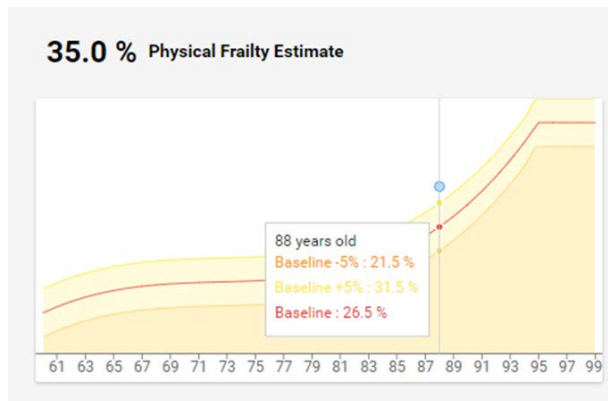 35.0 % Physical Frailty Estimate
88 years old
Baseline -5% : 21.5 %
Baseline +5% : 31.5 %
Baseline : 26.5 %
61 63 65 67 69 71 73 75 77 79 81 83 85 87 89 91 93 95 97 99